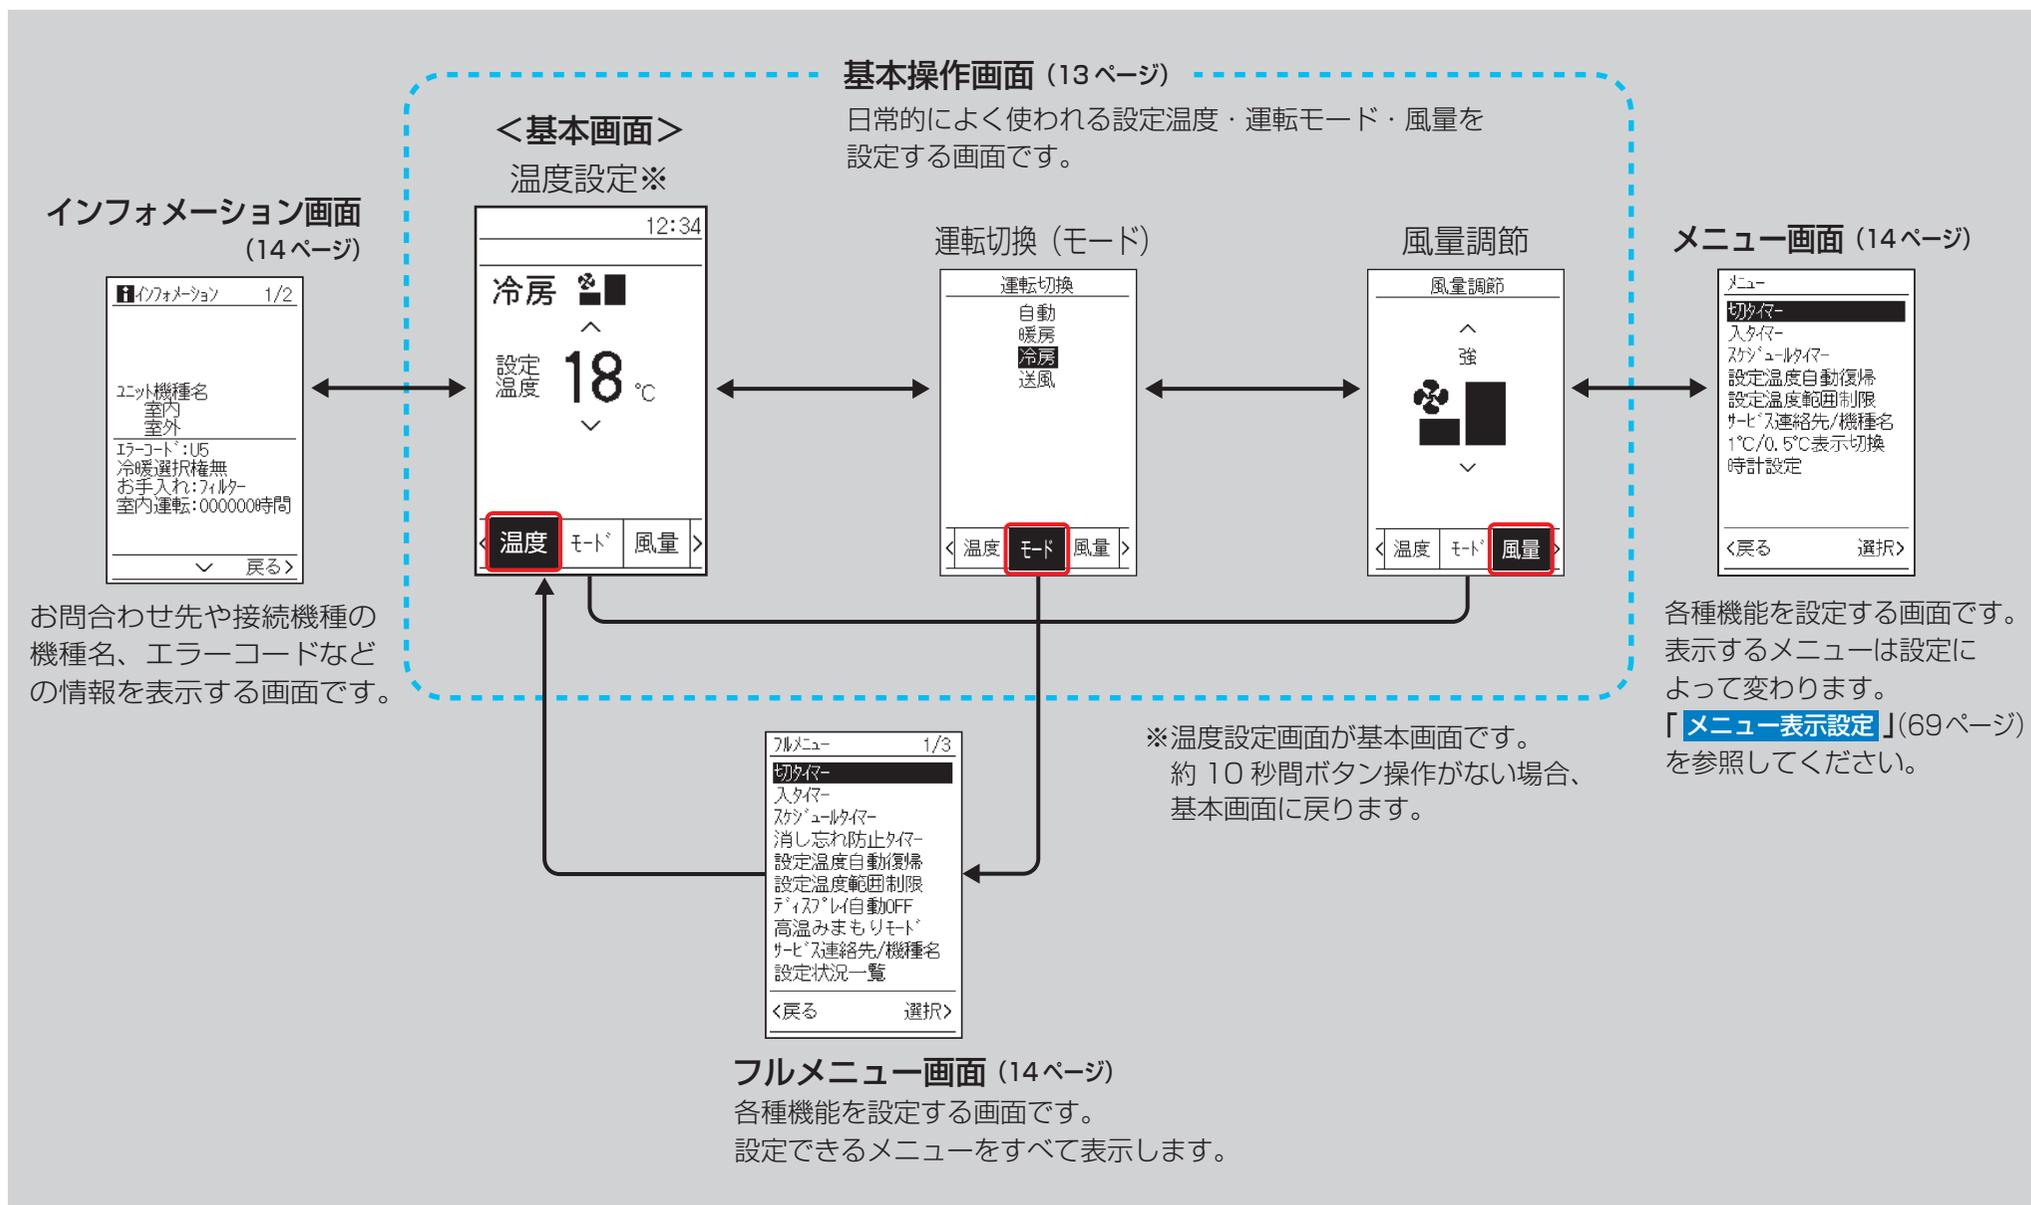 基本操作画面（13ページ）
日常的によく使われる設定温度・運転モード・風量を
設定する画面です。
＜基本画面＞
温度設定※
インフォメーション画面
（14ページ）
iインフォメーション 1/2
ユニット機種名
室内
室外
エラーコード:U5
冷暖選択権無
お手入れ:フィルター
室内運転:000000時間
戻る>
お問合わせ先や接続機種の
機種名、エラーコードなど
の情報を表示する画面です。
12:34
冷房
設定
温度
18℃
<温度 モード 風量>
運転切換（モード）
運転切換
自動
暖房
冷房
送風
<温度 モード 風量>
風量調節
風量調節
強
<温度 モード 風量>
メニュー画面（14ページ）
メニュー
切タイマー
入タイマー
スケジュールタイマー
設定温度自動復帰
設定温度範囲制限
サービス連絡先/機種名
1℃/0.5℃表示切換
時計設定
<戻る 選択>
各種機能を設定する画面です。
表示するメニューは設定に
よって変わります。
「メニュー表示設定」（69ページ）
を参照してください。
※温度設定画面が基本画面です。
約 10 秒間ボタン操作がない場合、
基本画面に戻ります。
フルメニュー 1/3
切タイマー
入タイマー
スケジュールタイマー
消し忘れ防止タイマー
設定温度自動復帰
設定温度範囲制限
ディスプレイ自動OFF
高温みまもりモード
サービス連絡先/機種名
設定状況一覧
<戻る 選択>
フルメニュー画面（14ページ）
各種機能を設定する画面です。
設定できるメニューをすべて表示します。